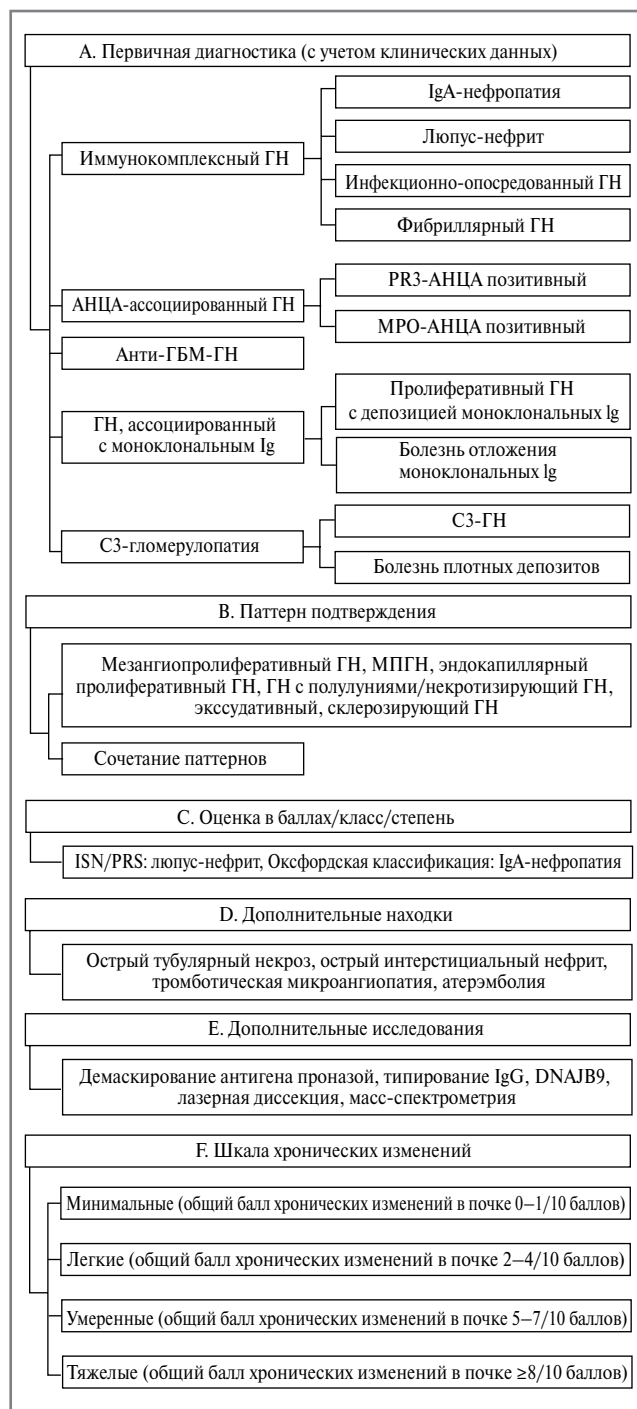 А. Первичная диагностика (с учетом клинических данных)
Иммунокомплексный ГН
IgA-нефропатия
Люпус-нефрит
Инфекционно-опосредованный ГН
Фибриллярный ГН
АНЦА-ассоциированный ГН
PR3-АНЦА позитивный
МРО-АНЦА позитивный
Анти-ГБМ-ГН
ГН, ассоциированный
с моноклональным Ig
Пролиферативный ГН
с депозицией моноклональных lg
Болезнь отложения
моноклональных lg
С3-гломерулопатия
С3-ГН
Болезнь плотных депозитов
В. Паттерн подтверждения
Мезангиопролиферативный ГН, МПГН, эндокапиллярный
пролиферативный ГН, ГН с полулуниями/некротизирующий ГН,
экссудативный, склерозирующий ГН
Сочетание паттернов
С. Оценка в баллах/класс/степень
ISN/PRS: люпус-нефрит, Оксфордская классификация: IgA-нефропатия
D. Дополнительные находки
Острый тубулярный некроз, острый интерстициальный нефрит,
тромботическая микроангиопатия, атерэмболия
Е. Дополнительные исследования
Демаскирование антигена проназой, типирование IgG, DNAJB9,
лазерная диссекция, масс-спектрометрия
F. Шкала хронических изменений
Минимальные (общий балл хронических изменений в почке 0–1/10 баллов)
Легкие (общий балл хронических изменений в почке 2–4/10 баллов)
Умеренные (общий балл хронических изменений в почке 5–7/10 баллов)
Тяжелые (общий балл хронических изменений в почке ≥8/10 баллов)